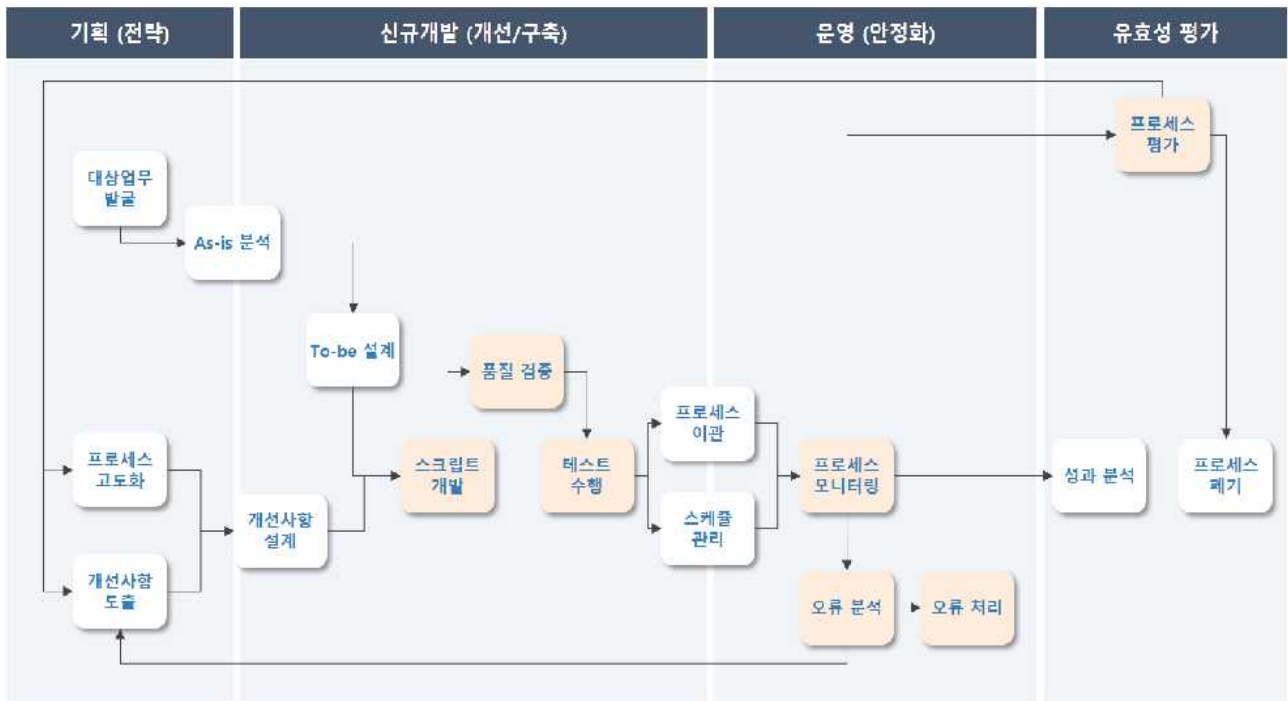 기획 (전략)
신규개발 (개선/구축)
운영 (안정화)
유효성 평가
프로세스
평가
대상업무
발굴
As-is 분석
To-be 설계
품질 검증
프로세스
이관
프로세스
고도화
스크립트
개발
테스트
수행
프로세스
모니터링
성과 분석
프로세스
폐기
개선사항
설계
스케쥴
관리
개선사항
도출
오류 분석
오류 처리